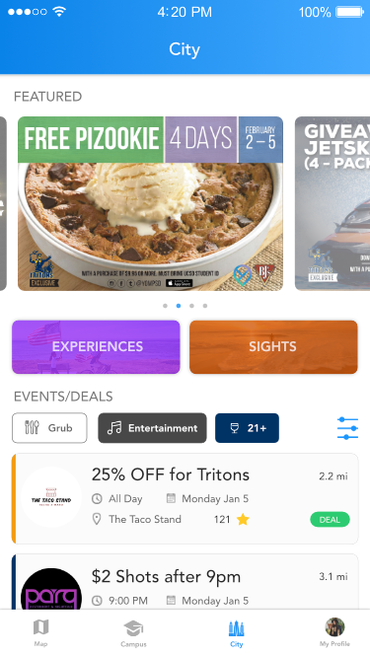 4:20 PM
100%
City
FEATURED
FREE PIZOOKIE
4 DAYS
FEBRUARY
2–5
GIVEAW
JETSK
(4 - PACK
TRITONS
EXCLUSIVE
WITH A PURCHASE OF $9.95 OR MORE. MUST BRING UCSD STUDENT ID
@YOMPSD
App Store
BJ's
EXCLUSIVE
EXPERIENCES
SIGHTS
EVENTS/DEALS
Grub
Entertainment
21+
25% OFF for Tritons
2.2 mi
All Day
Monday Jan 5
THE TACO STAND
The Taco Stand
121
DEAL
$2 Shots after 9pm
3.1 mi
parq
9:00 PM
Monday Jan 5
Map
Campus
City
My Profile